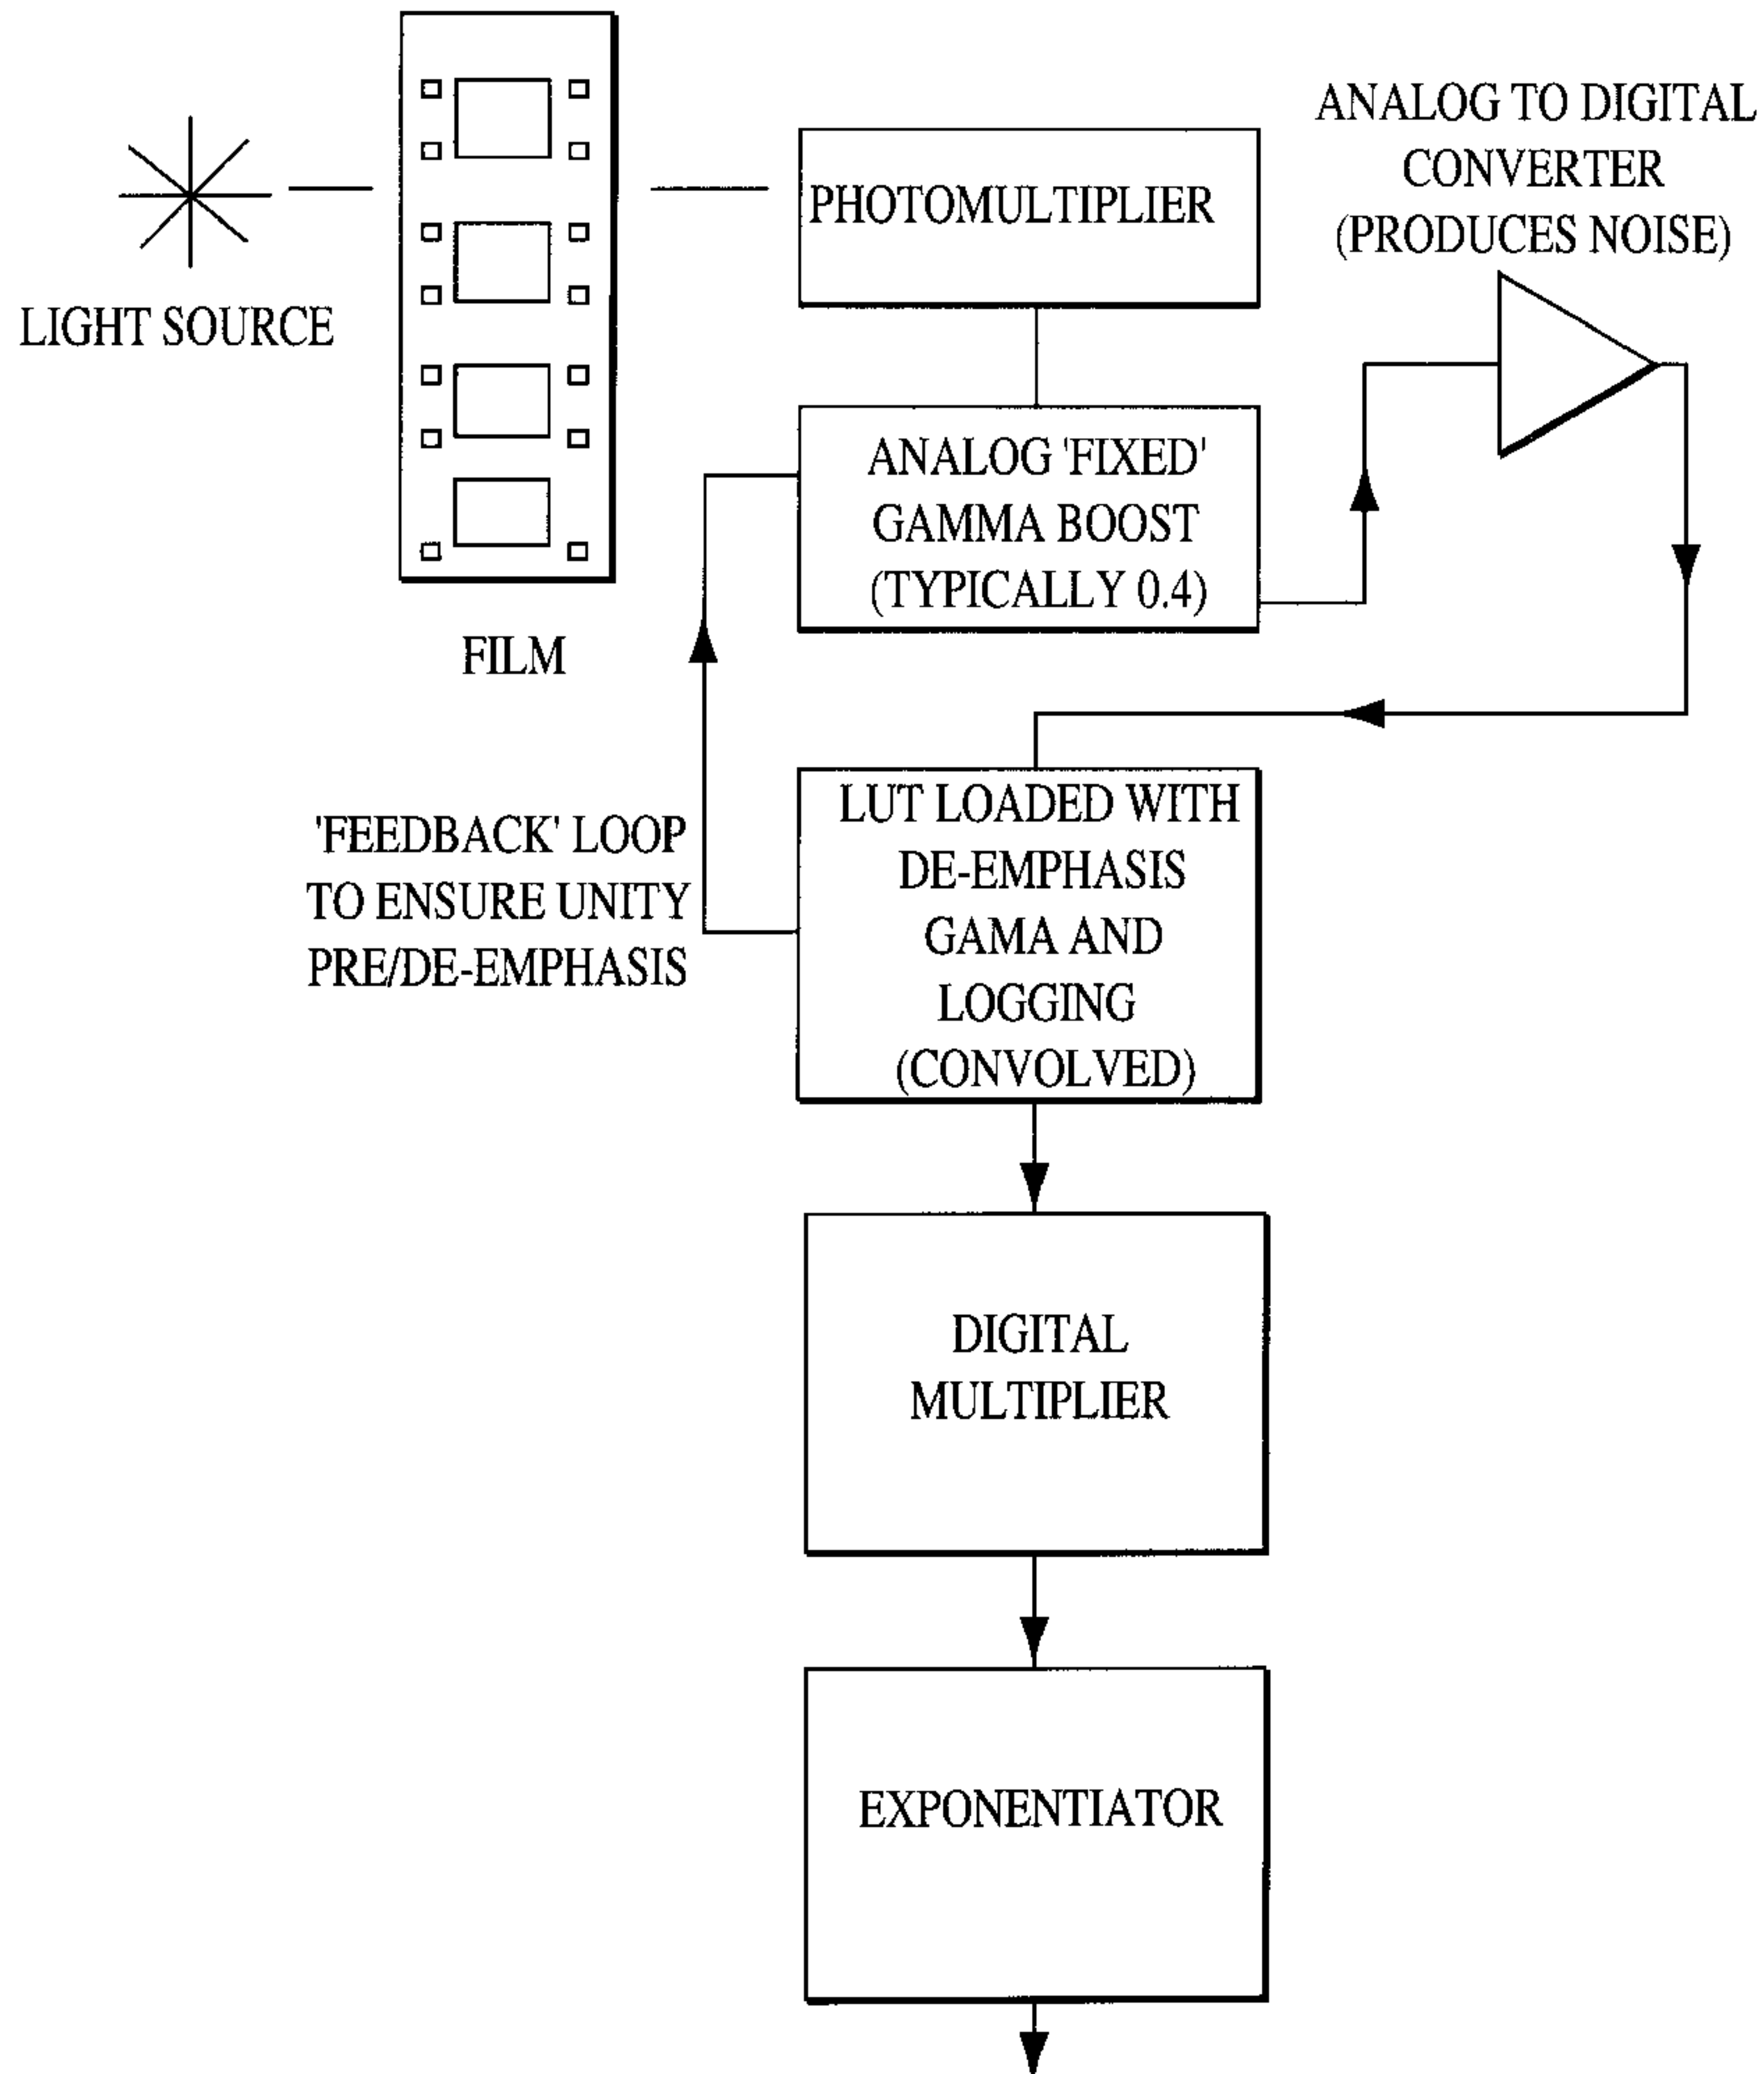 ANALOG TO DIGITAL
CONVERTER
(PRODUCES NOISE)
PHOTOMULTIPLIER
LIGHT SOURCE
ANALOG 'FIXED'
GAMMA BOOST
(TYPICALLY 0.4)
FILM
'FEEDBACK' LOOP
TO ENSURE UNITY
PRE/DE-EMPHASIS
LUT LOADED WITH
DE-EMPHASIS
GAMA AND
LOGGING
(CONVOLVED)
DIGITAL
MULTIPLIER
EXPONENTIATOR